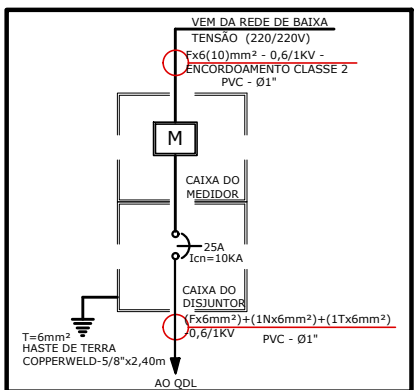 VEM DA REDE DE BAIXA
TENSÃO (220/220V)
Fx6(10)mm² - 0,6/1KV -
ENCORDOAMENTO CLASSE 2
PVC - Ø1"
M
CAIXA DO
MEDIDOR
25A
Icn=10KA
CAIXA DO
DISJUNTOR
(Fx6mm²)+(1Nx6mm²)+(1Tx6mm²)
-0,6/1KV
PVC - Ø1"
T=6mm²
HASTE DE TERRA
COPPERWELD-5/8"x2,40m
AO QDL